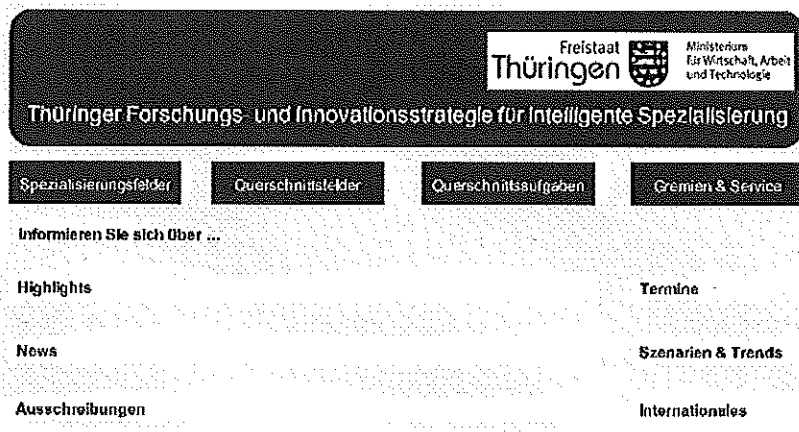 Freistaat
Thüringen
Ministerium
für Wirtschaft, Arbeit
und Technologie
Thüringer Forschungs- und Innovationsstrategie für intelligente Spezialisierung
Spezialisierungsfelder
Querschnittsfelder
Querschnittsaufgaben
Gremien & Service
Informieren Sie sich über ...
Highlights
Termine
News
Szenarien & Trends
Ausschreibungen
Internationales